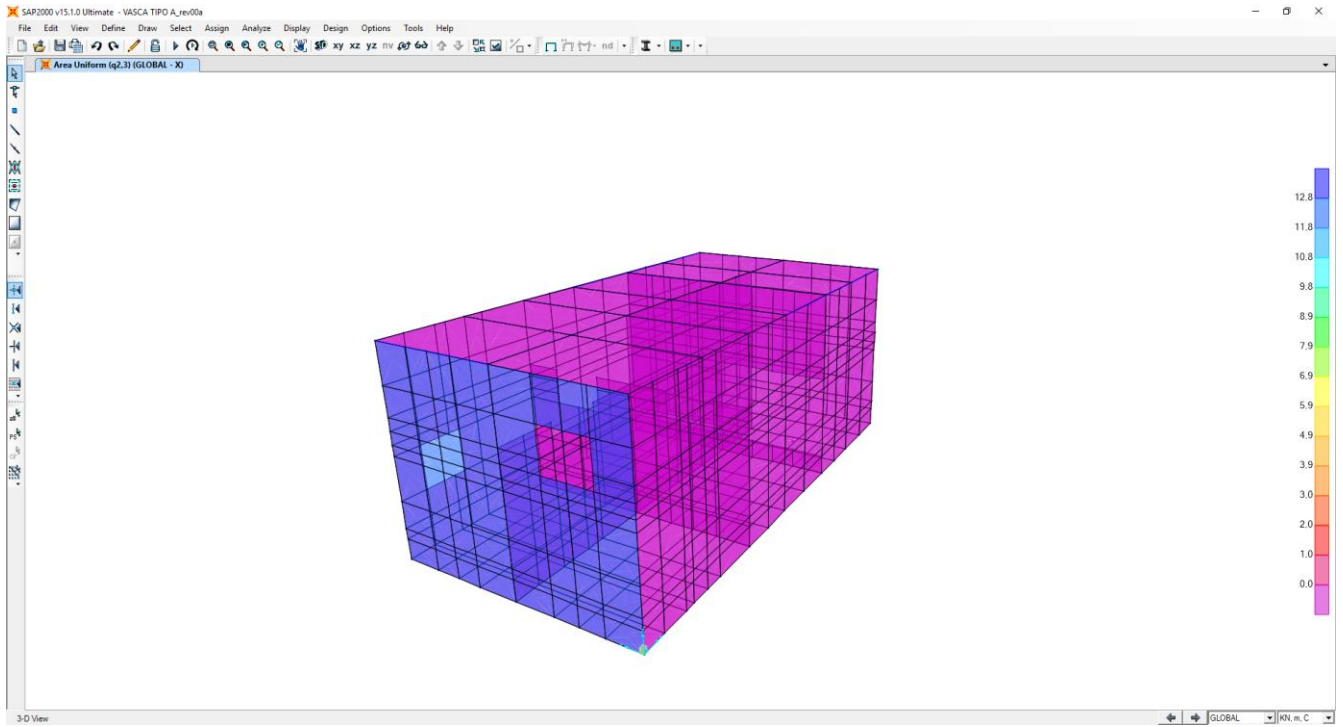 SAP2000 v15.1.0 Ultimate - VASCA TIPO A_rev00a
File Edit View Define Draw Select Assign Analyze Display Design Options Tools Help
xy xz yz nv nd
Area Uniform (q2,3) (GLOBAL - X)
12.8
11.8
10.8
9.8
8.9
7.9
6.9
5.9
4.9
3.9
3.0
2.0
1.0
0.0
all
PS
clr
3-D View
GLOBAL
KN, m, C